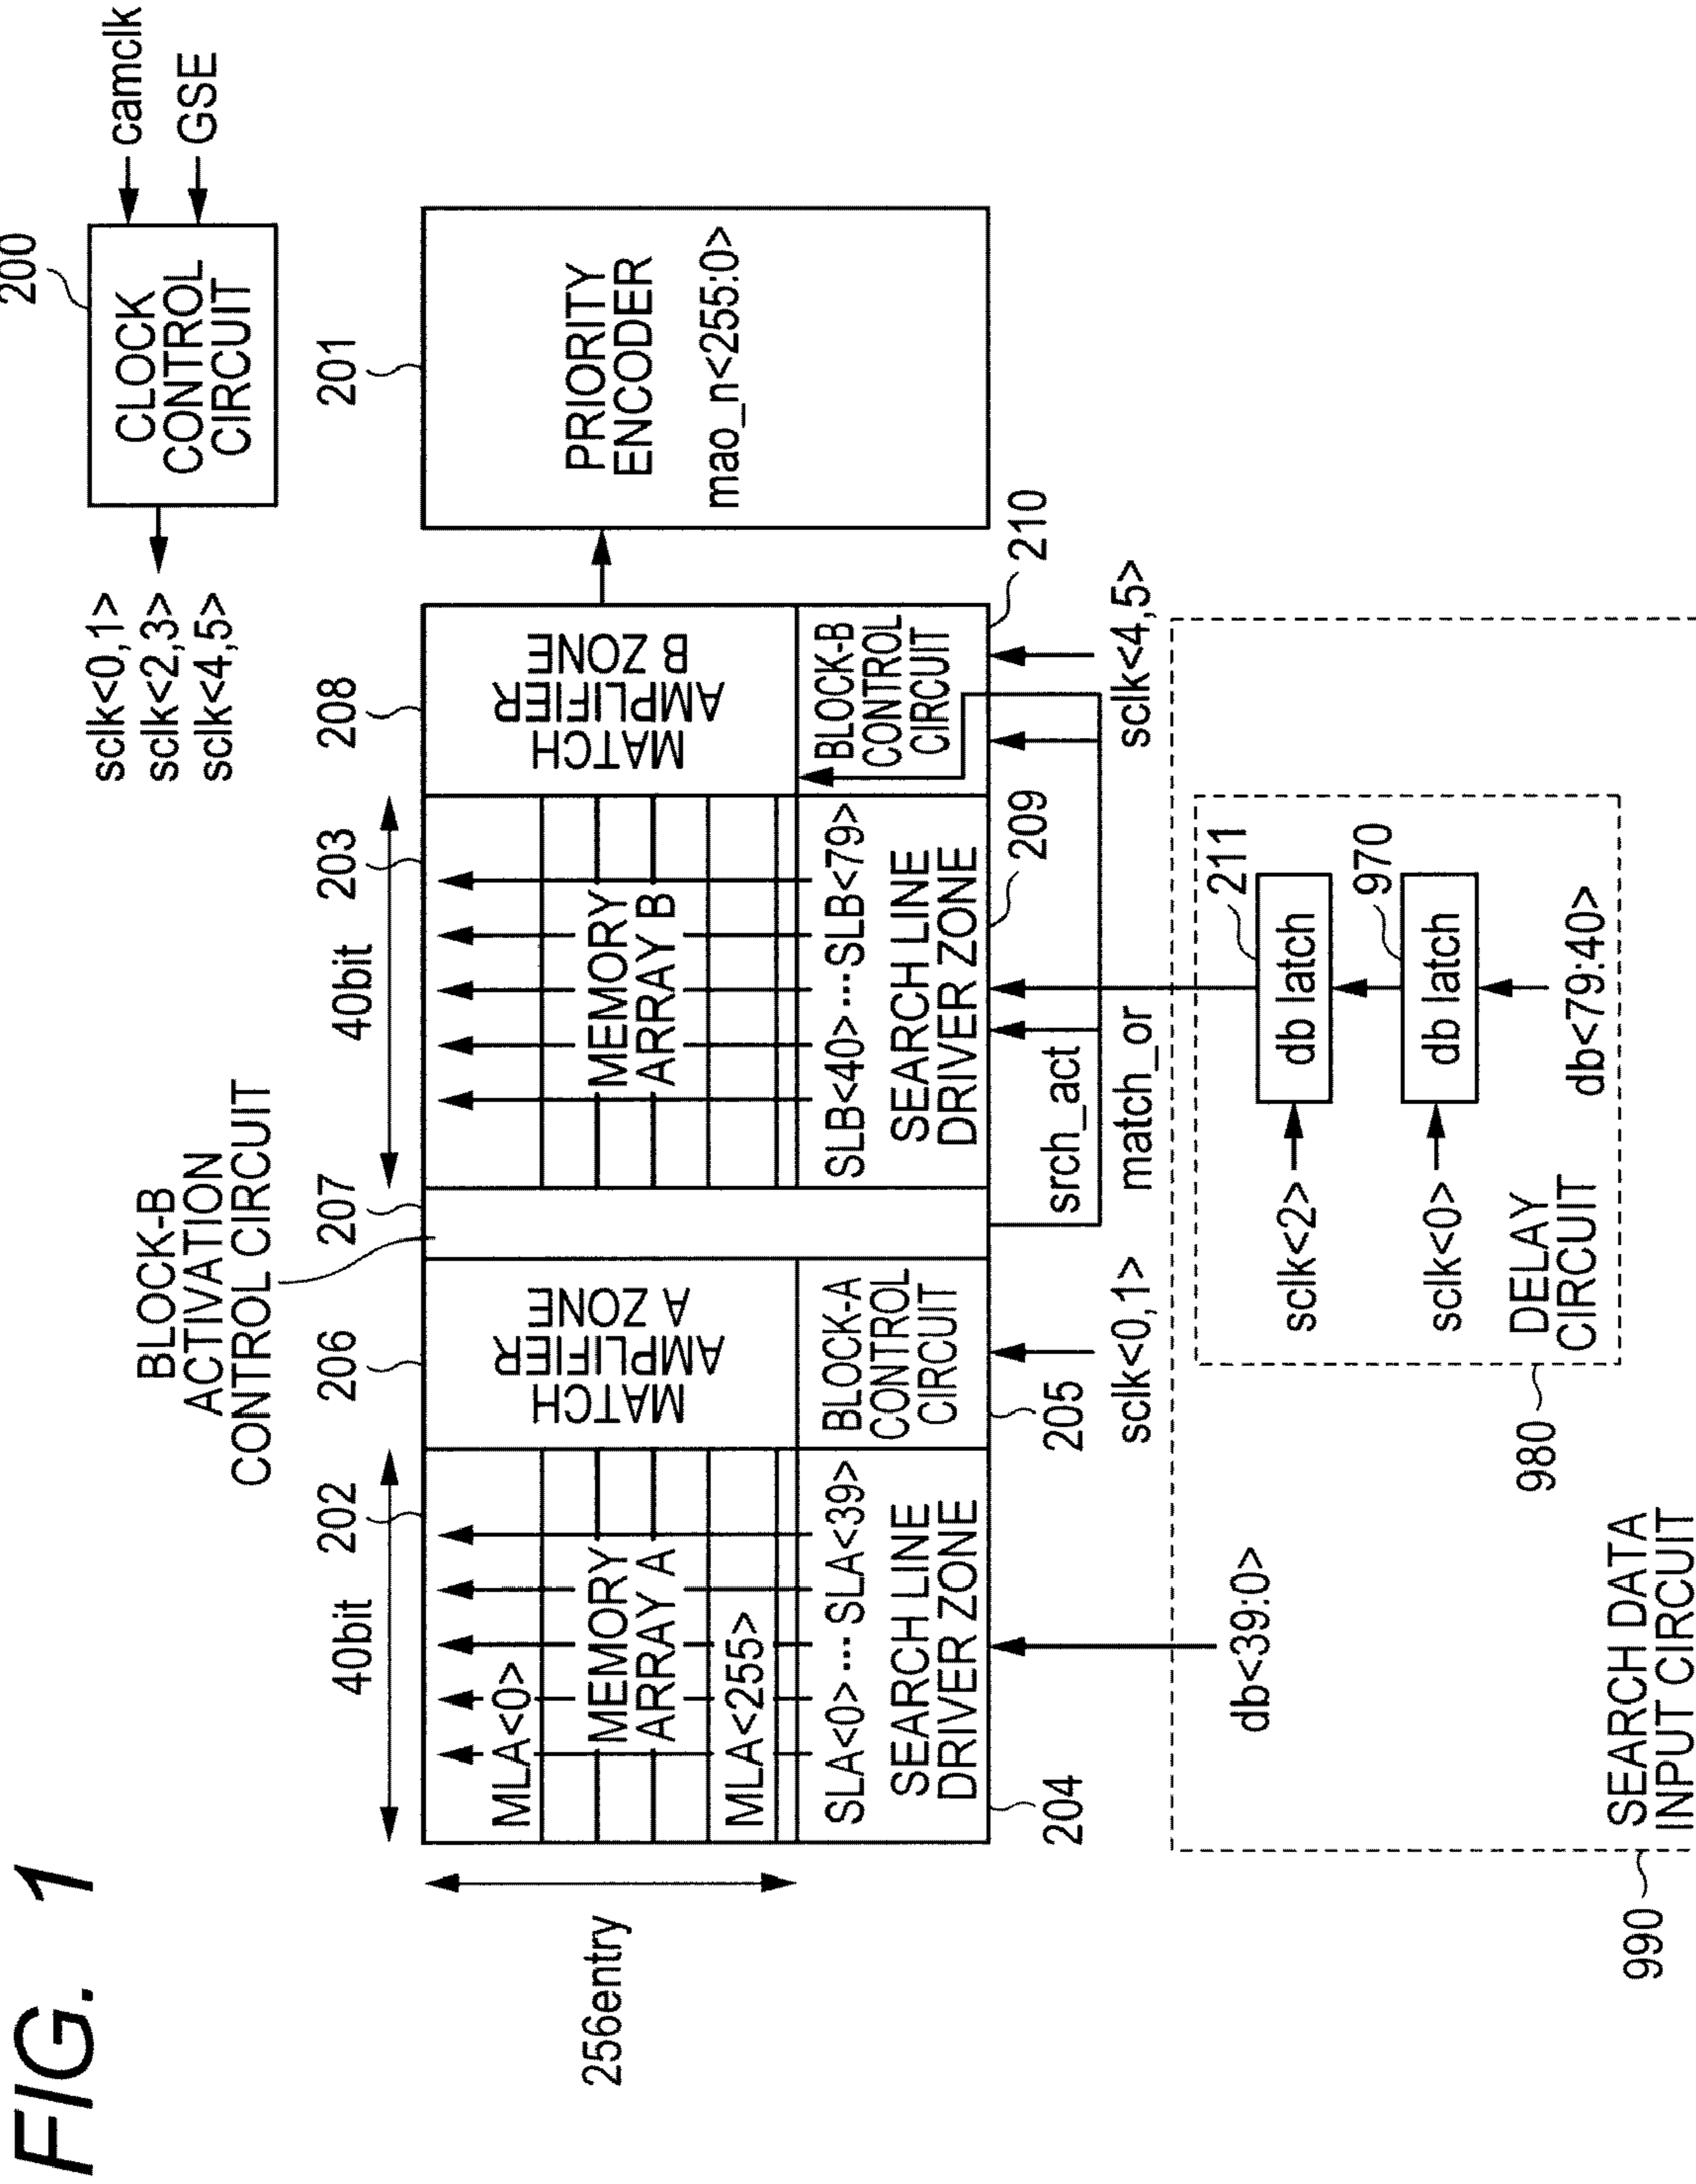 FIG. 1
200
CLOCK
CONTROL
CIRCUIT
camclk
GSE
sclk<0,1>
sclk<2,3>
sclk<4,5>
BLOCK-B
ACTIVATION
CONTROL CIRCUIT
40bit
202
206
207
40bit
203
208
201
256entry
MLA<0>
MEMORY
ARRAY A
MLA<255>
MATCH
AMPLIFIER
A ZONE
MEMORY
ARRAY B
MATCH
AMPLIFIER
B ZONE
PRIORITY
ENCODER
mao_n<255:0>
SLA<0> ... SLA<39>
SEARCH LINE
DRIVER ZONE
BLOCK-A
CONTROL
CIRCUIT
SLB<40> ... SLB<79>
SEARCH LINE
DRIVER ZONE
BLOCK-B
CONTROL
CIRCUIT
204
205
209
210
srch_act
match_or
sclk<0,1>
sclk<4,5>
db<39:0>
211
sclk<2>
db latch
970
sclk<0>
db latch
db<79:40>
DELAY
CIRCUIT
980
SEARCH DATA
INPUT CIRCUIT
990